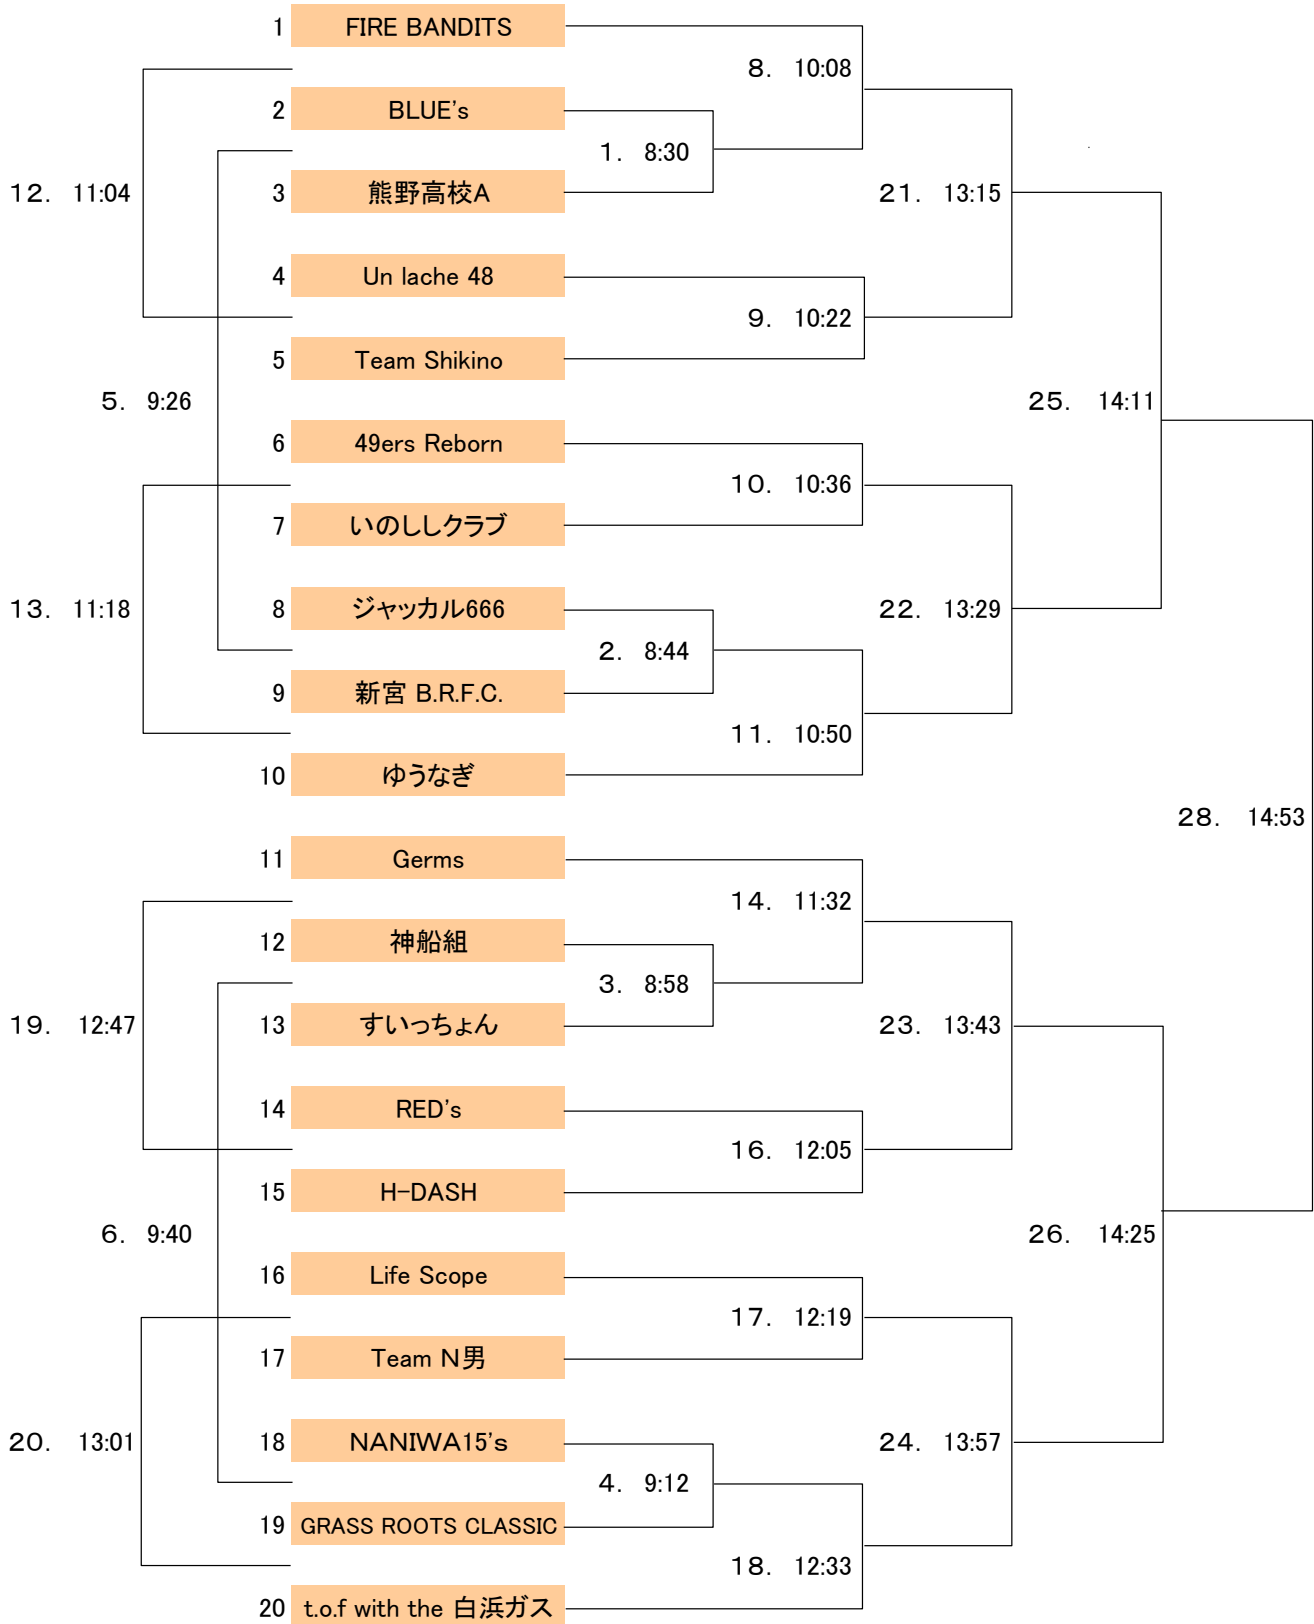 1 FIRE BANDITS
8. 10:08
2 BLUE's
1. 8:30
12. 11:04
3 熊野高校A
21. 13:15
4 Un lache 48
9. 10:22
5 Team Shikino
5. 9:26
25. 14:11
6 49ers Reborn
10. 10:36
7 いのししクラブ
13. 11:18
8 ジャッカル666
22. 13:29
2. 8:44
9 新宮 B.R.F.C.
11. 10:50
10 ゆうなぎ
28. 14:53
11 Germs
14. 11:32
12 神船組
3. 8:58
19. 12:47
13 すいっちょん
23. 13:43
14 RED's
16. 12:05
15 H-DASH
6. 9:40
26. 14:25
16 Life Scope
17. 12:19
17 Team N男
20. 13:01
18 NANIWA15's
24. 13:57
4. 9:12
19 GRASS ROOTS CLASSIC
18. 12:33
20 t.o.f with the 白浜ガス